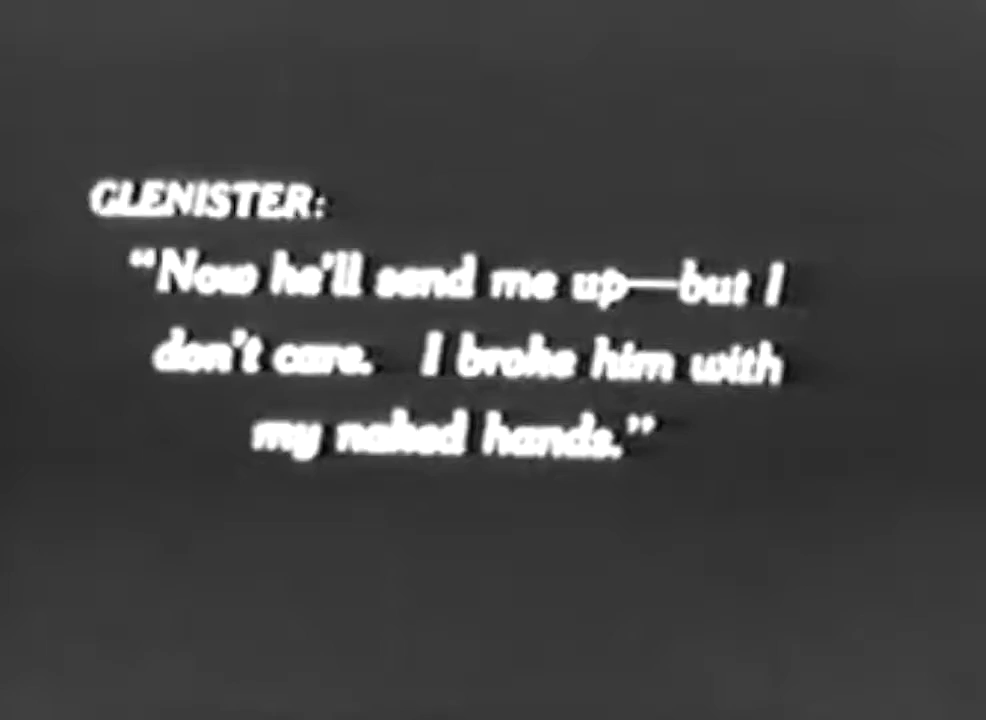 GLENISTER:
"Now he'll send me up—but I
don't care. I broke him with
my naked hands."